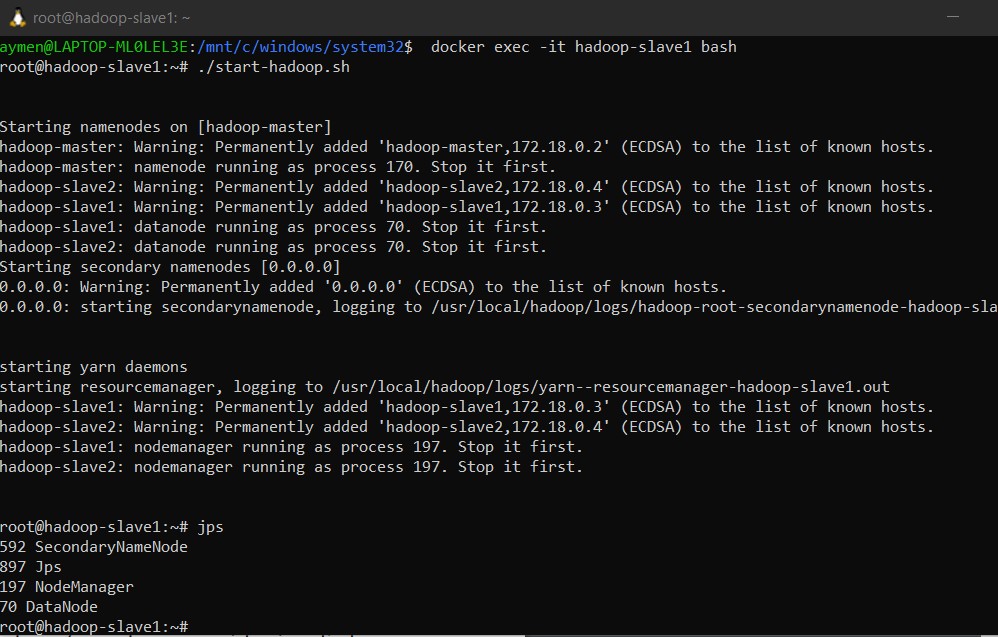 root@hadoop-slave1: ~
aymen@LAPTOP-ML0LEL3E:/mnt/c/windows/system32$  docker exec -it hadoop-slave1 bash
root@hadoop-slave1:~# ./start-hadoop.sh
Starting namenodes on [hadoop-master]
hadoop-master: Warning: Permanently added 'hadoop-master,172.18.0.2' (ECDSA) to the list of known hosts.
hadoop-master: namenode running as process 170. Stop it first.
hadoop-slave2: Warning: Permanently added 'hadoop-slave2,172.18.0.4' (ECDSA) to the list of known hosts.
hadoop-slave1: Warning: Permanently added 'hadoop-slave1,172.18.0.3' (ECDSA) to the list of known hosts.
hadoop-slave1: datanode running as process 70. Stop it first.
hadoop-slave2: datanode running as process 70. Stop it first.
Starting secondary namenodes [0.0.0.0]
0.0.0.0: Warning: Permanently added '0.0.0.0' (ECDSA) to the list of known hosts.
0.0.0.0: starting secondarynamenode, logging to /usr/local/hadoop/logs/hadoop-root-secondarynamenode-hadoop-sla
starting yarn daemons
starting resourcemanager, logging to /usr/local/hadoop/logs/yarn--resourcemanager-hadoop-slave1.out
hadoop-slave1: Warning: Permanently added 'hadoop-slave1,172.18.0.3' (ECDSA) to the list of known hosts.
hadoop-slave2: Warning: Permanently added 'hadoop-slave2,172.18.0.4' (ECDSA) to the list of known hosts.
hadoop-slave1: nodemanager running as process 197. Stop it first.
hadoop-slave2: nodemanager running as process 197. Stop it first.
root@hadoop-slave1:~# jps
592 SecondaryNameNode
897 Jps
197 NodeManager
70 DataNode
root@hadoop-slave1:~#